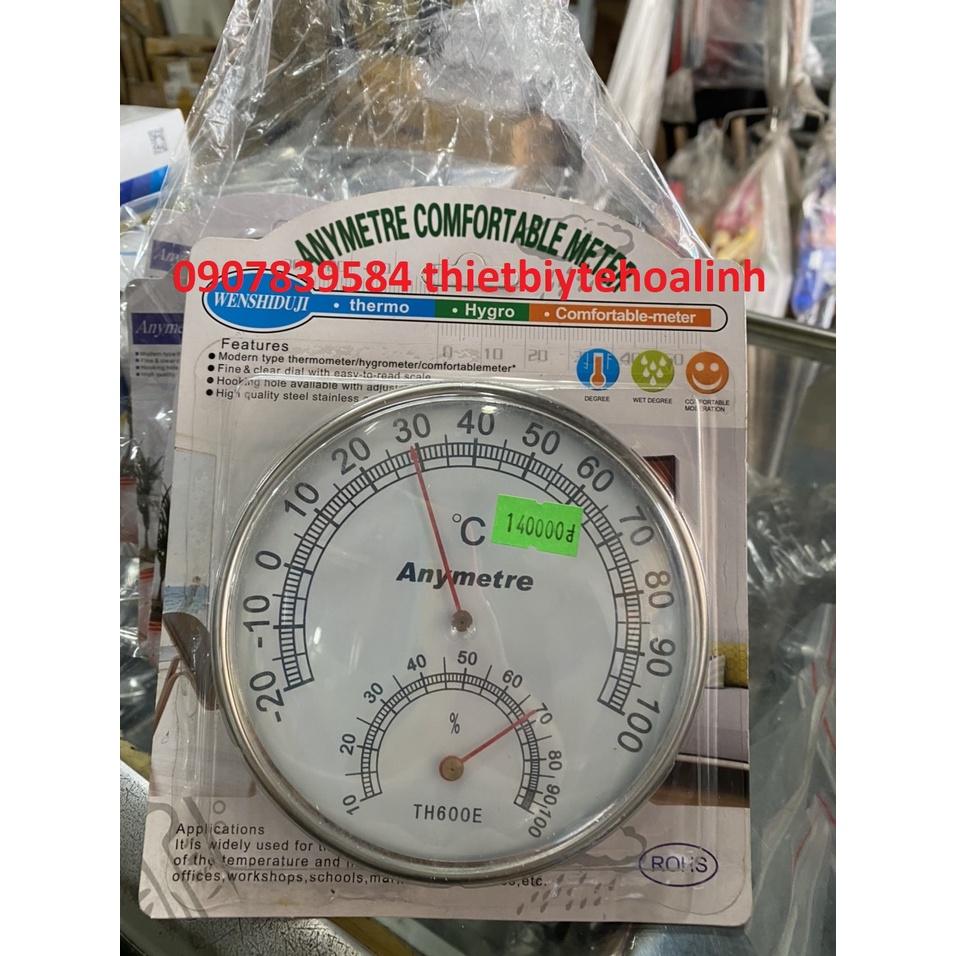 ANYMETRE COMFORTABLE METER
0907839584 thietbiytehoalinh
WENSHIDUJI • thermo • Hygro • Comfortable-meter
Anyme
Features
• Modern type thermometer/hygrometer/comfortablemeter*
• Fine & clear dial with easy-to-read scale
• Hooking hole available with adjust
• High quality steel stainless
DEGREE
WET DEGREE
COMFORTABLE MODERATION
-20 -10 0 10 20 30 40 50 60 70 80 90 100
°C
140000đ
Anymetre
10 20 30 40 50 60 70 80 90 100
%
TH600E
Applications
It is widely used for
of the temperature and
offices,workshops,schools,mar etc.
ROHS